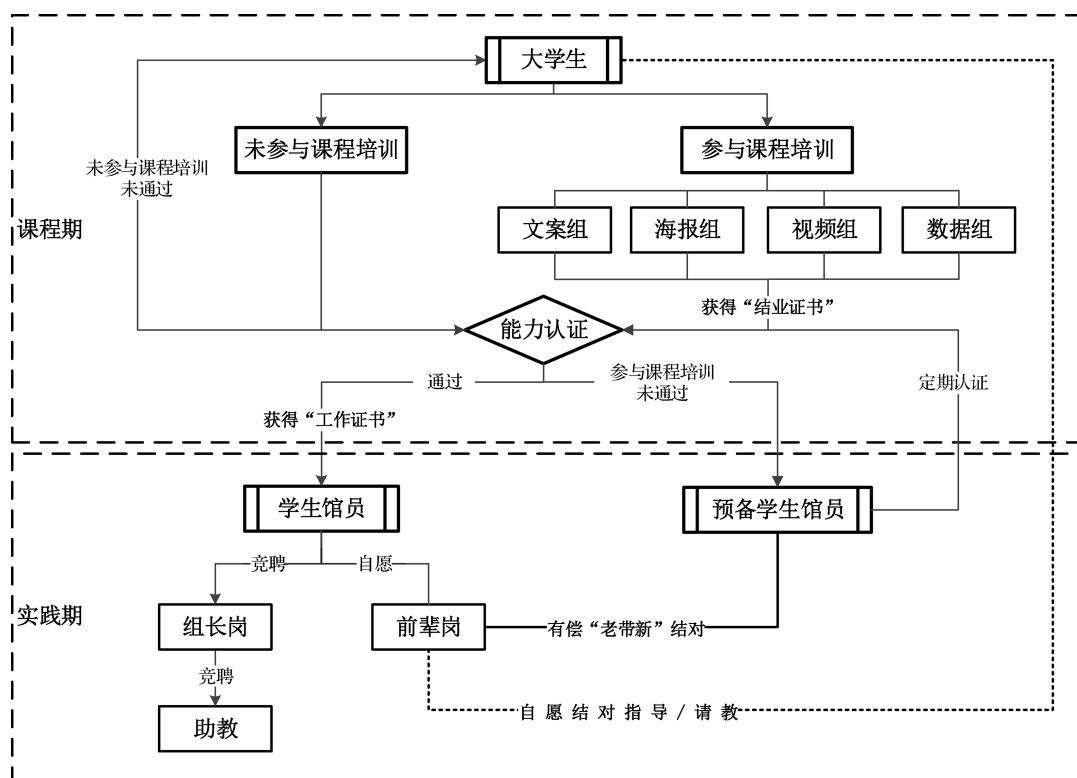 大学生
未参与课程培训
参与课程培训
未参与课程培训
未通过
文案组
海报组
视频组
数据组
课程期
获得“结业证书”
能力认证
通过
参与课程培训
未通过
定期认证
获得“工作证书”
学生馆员
预备学生馆员
竞聘
自愿
实践期
组长岗
前辈岗
有偿“老带新”结对
竞聘
自愿结对指导/请教
助教